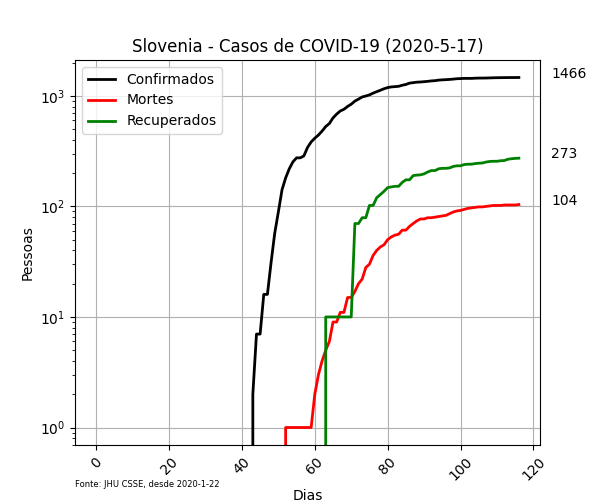 Slovenia - Casos de COVID-19 (2020-5-17)
Confirmados
Mortes
Recuperados
1466
273
104
10³
10²
10¹
10⁰
Pessoas
0 20 40 60 80 100 120
Fonte: JHU CSSE, desde 2020-1-22
Dias